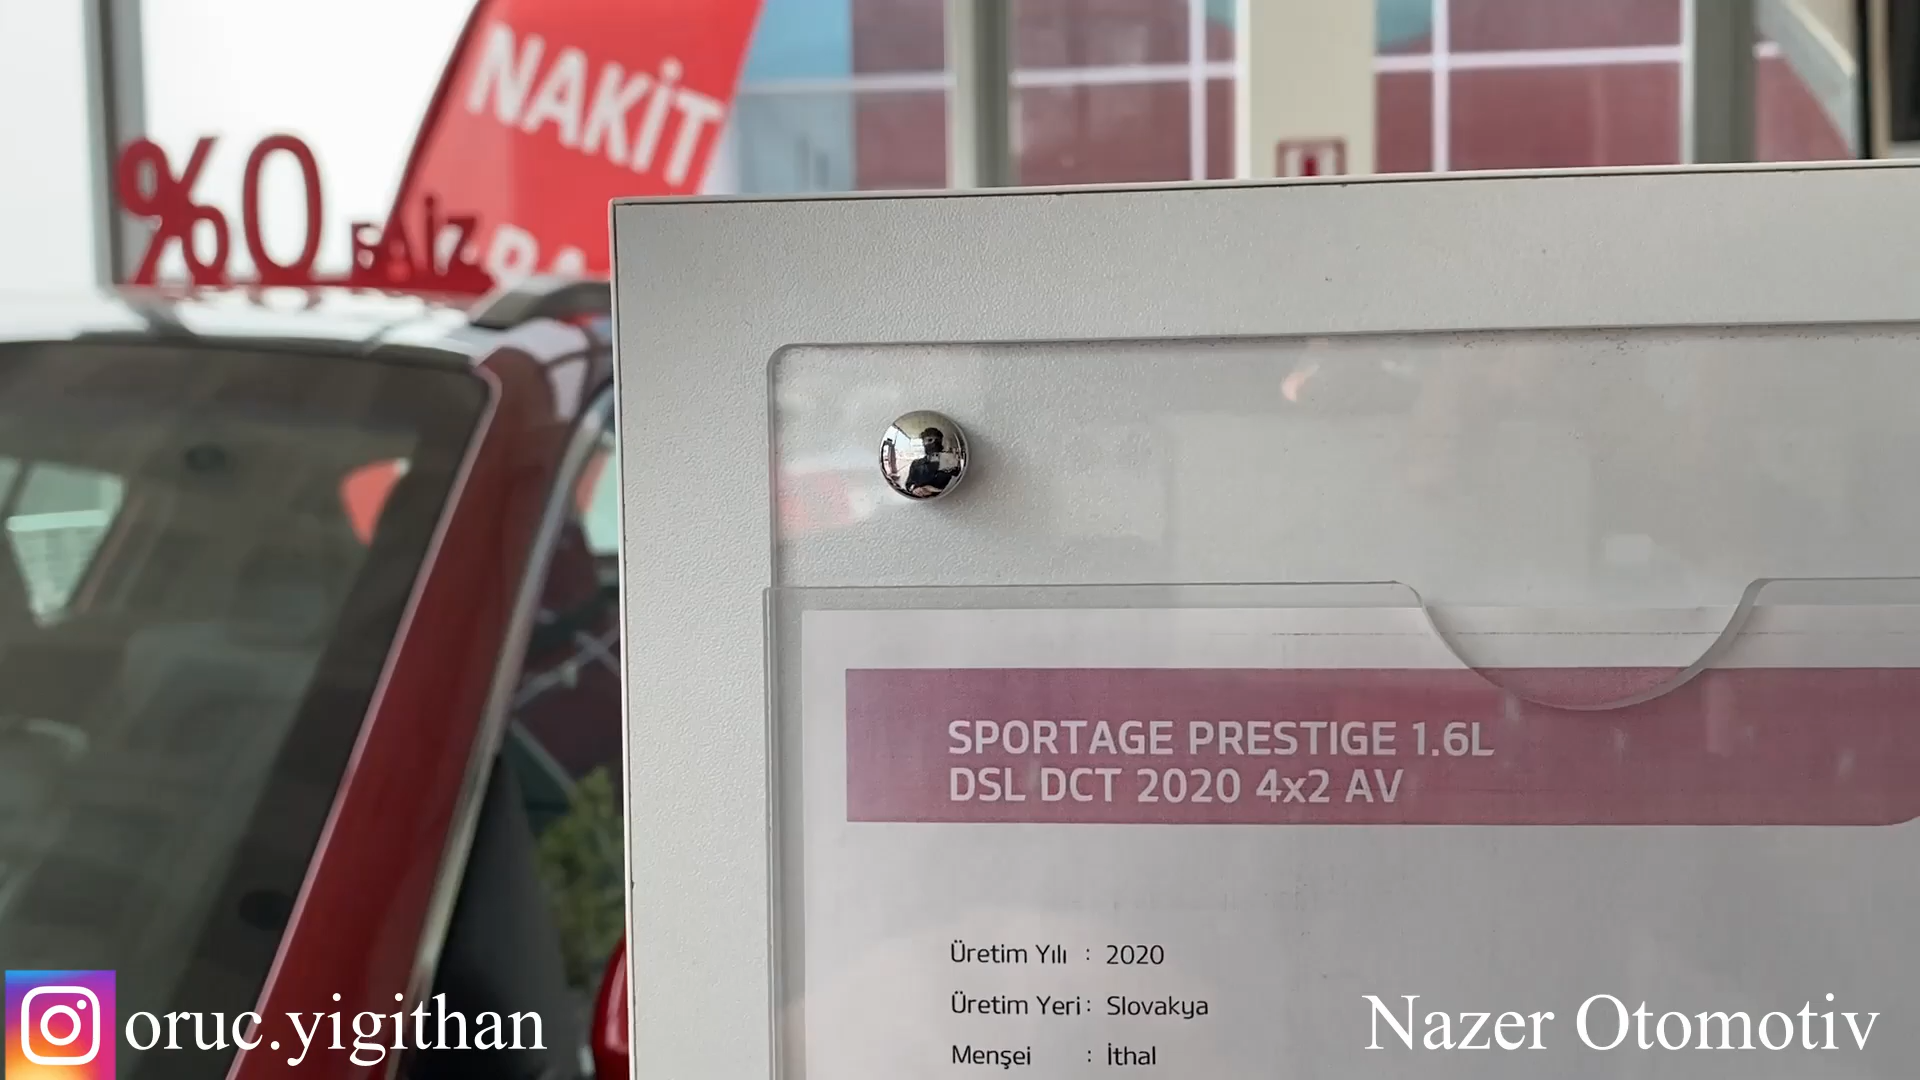 NAKİT
%0 FAİZ
SPORTAGE PRESTIGE 1.6L
DSL DCT 2020 4x2 AV
Üretim Yılı : 2020
Üretim Yeri : Slovakya
Menşei : İthal
oruc.yigithan
Nazer Otomotiv